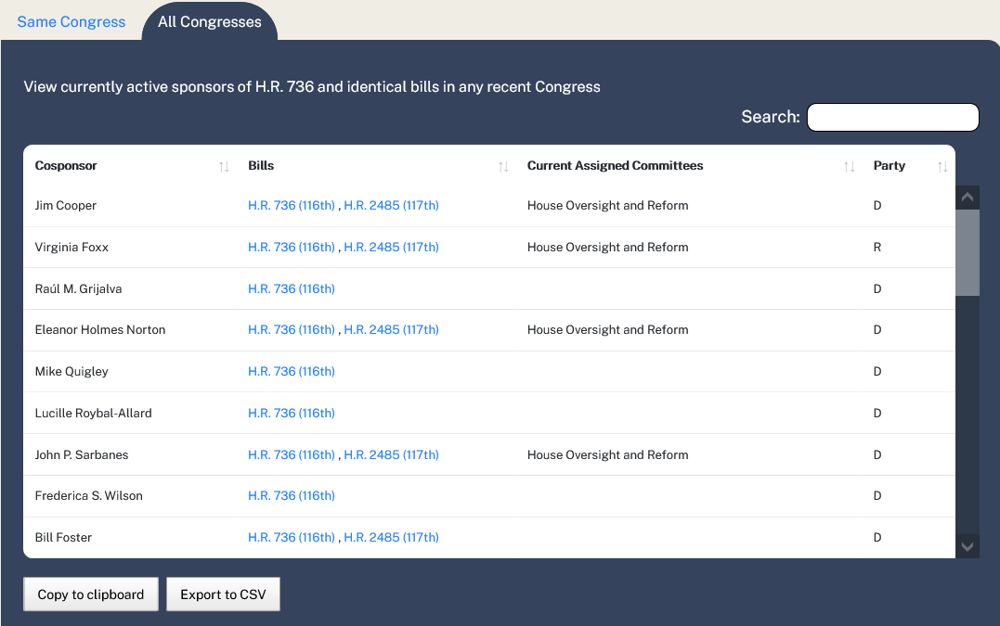 Same Congress All Congresses
View currently active sponsors of H.R. 736 and identical bills in any recent Congress
Search:
Cosponsor Bills Current Assigned Committees Party
Jim Cooper H.R. 736 (116th) , H.R. 2485 (117th) House Oversight and Reform D
Virginia Foxx H.R. 736 (116th) , H.R. 2485 (117th) House Oversight and Reform R
Raúl M. Grijalva H.R. 736 (116th) D
Eleanor Holmes Norton H.R. 736 (116th) , H.R. 2485 (117th) House Oversight and Reform D
Mike Quigley H.R. 736 (116th) D
Lucille Roybal-Allard H.R. 736 (116th) D
John P. Sarbanes H.R. 736 (116th) , H.R. 2485 (117th) House Oversight and Reform D
Frederica S. Wilson H.R. 736 (116th) D
Bill Foster H.R. 736 (116th) , H.R. 2485 (117th) D
Copy to clipboard Export to CSV